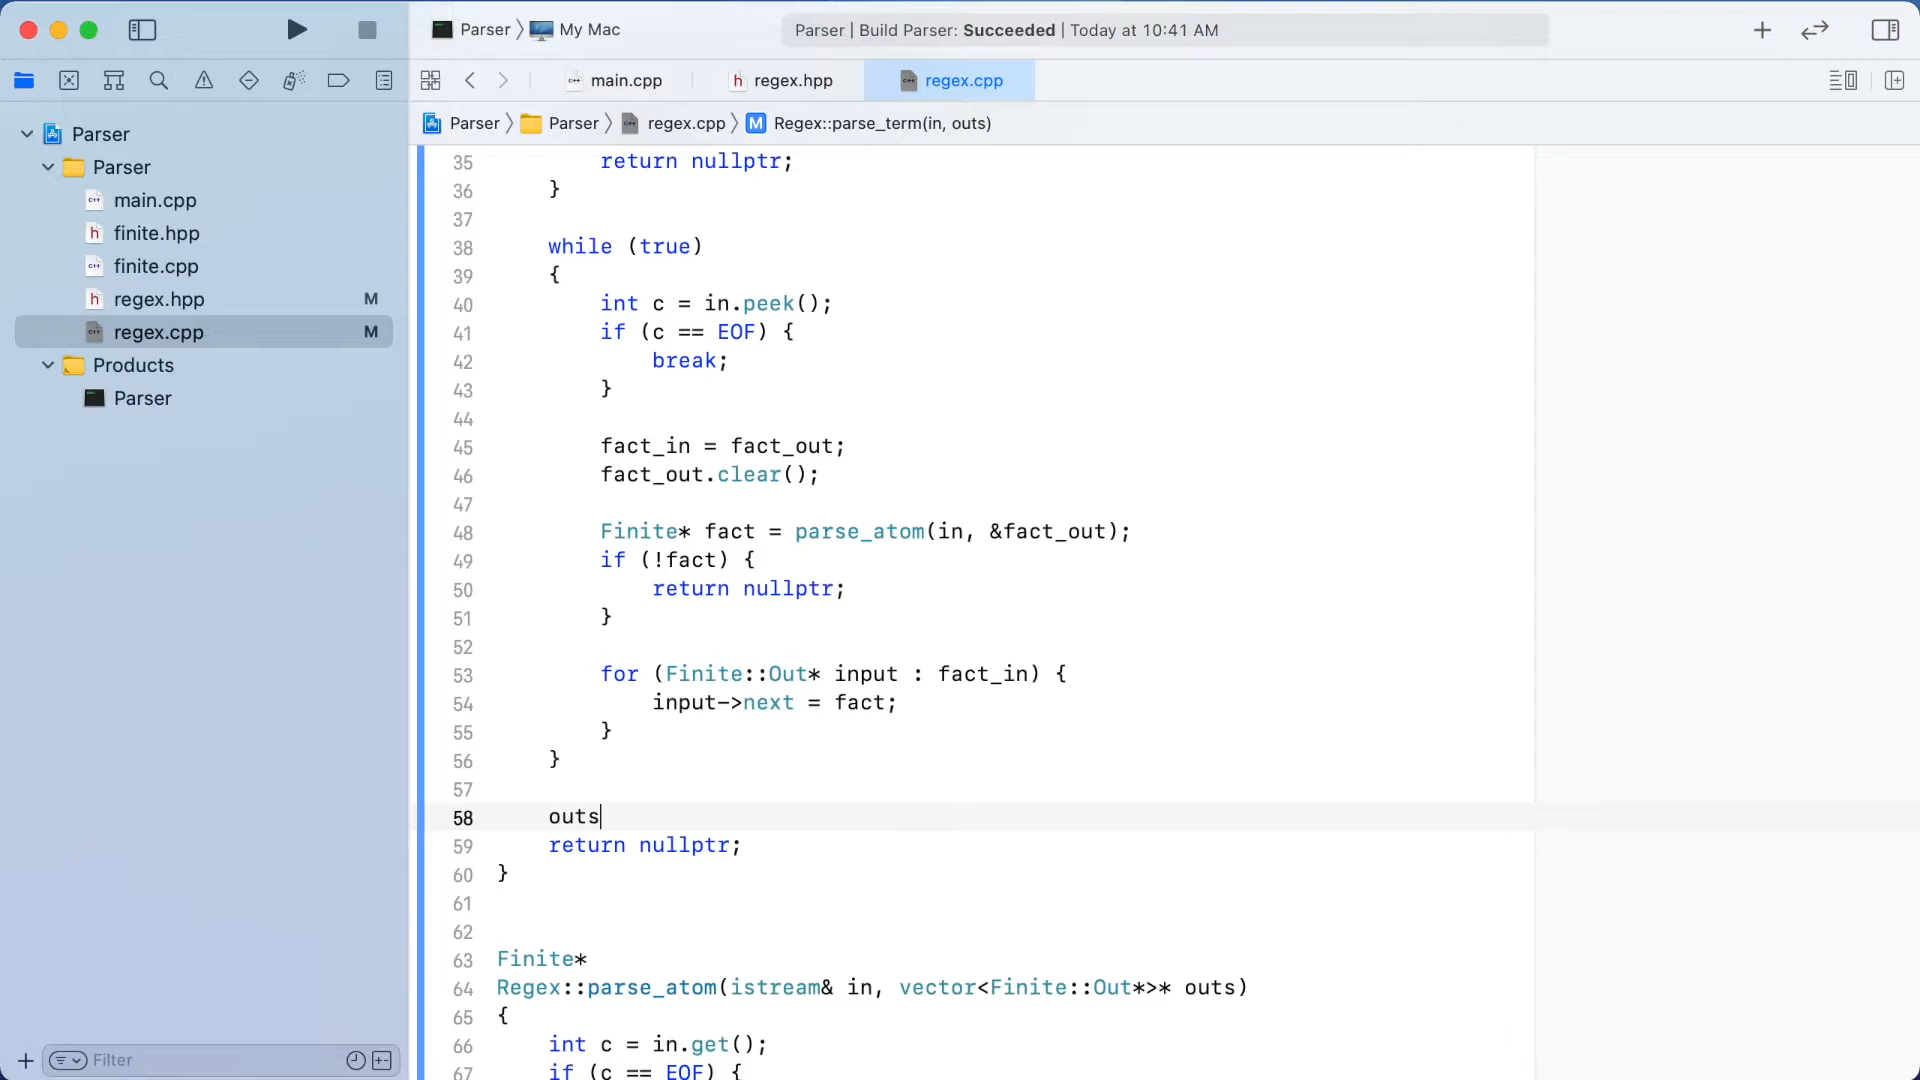 Parser 〉 My Mac
Parser | Build Parser: Succeeded | Today at 10:41 AM
main.cpp
regex.hpp
regex.cpp
Parser 〉 Parser 〉 regex.cpp 〉 M Regex::parse_term(in, outs)
Parser
Parser
main.cpp
finite.hpp
finite.cpp
regex.hpp M
regex.cpp M
Products
Parser
Filter
35 return nullptr;
36 }
37
38 while (true)
39 {
40 int c = in.peek();
41 if (c == EOF) {
42 break;
43 }
44
45 fact_in = fact_out;
46 fact_out.clear();
47
48 Finite* fact = parse_atom(in, &fact_out);
49 if (!fact) {
50 return nullptr;
51 }
52
53 for (Finite::Out* input : fact_in) {
54 input->next = fact;
55 }
56 }
57
58 outs
59 return nullptr;
60 }
61
62
63 Finite*
64 Regex::parse_atom(istream& in, vector<Finite::Out*>* outs)
65 {
66 int c = in.get();
67 if (c == EOF) {